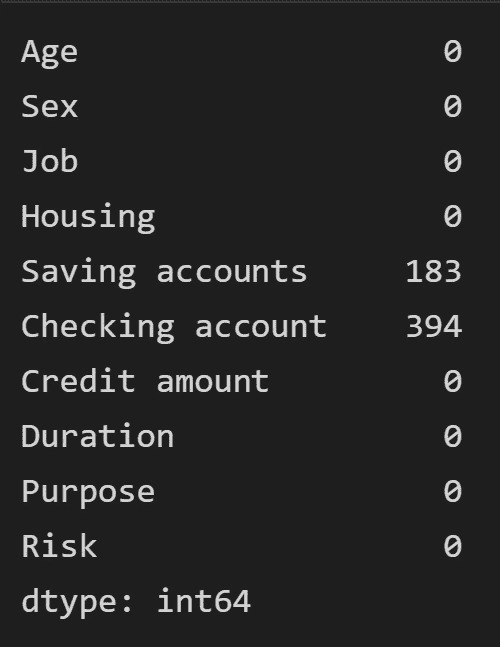 Age 0
Sex 0
Job 0
Housing 0
Saving accounts 183
Checking account 394
Credit amount 0
Duration 0
Purpose 0
Risk 0
dtype: int64